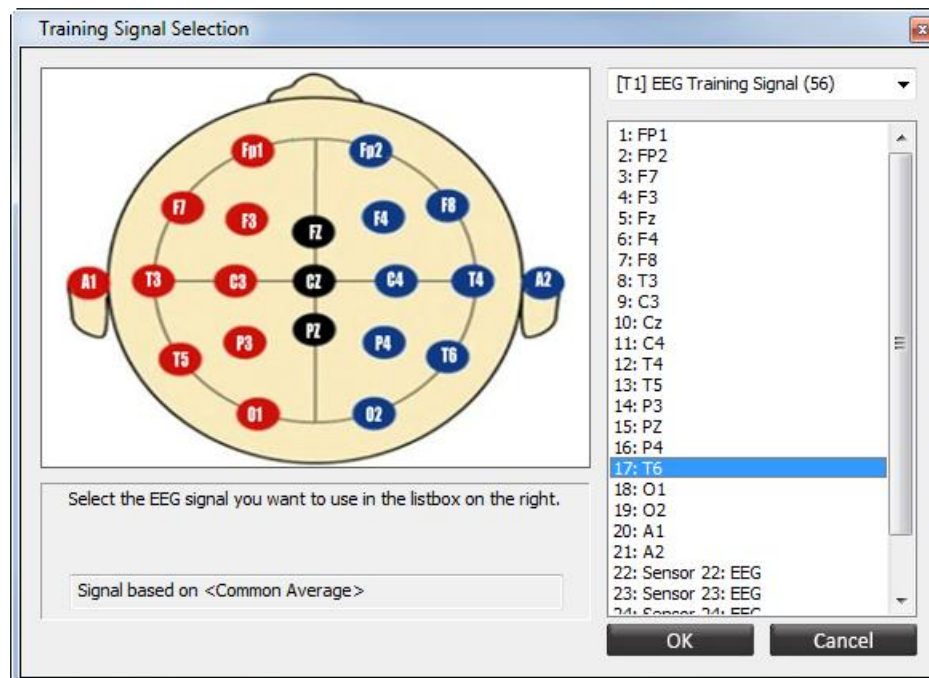 Training Signal Selection
[T1] EEG Training Signal (56)
Fp1 Fp2
F7 F3 FZ F4 F8
A1 T3 C3 CZ C4 T4 A2
T5 P3 PZ P4 T6
O1 O2
1: FP1
2: FP2
3: F7
4: F3
5: Fz
6: F4
7: F8
8: T3
9: C3
10: Cz
11: C4
12: T4
13: T5
14: P3
15: PZ
16: P4
17: T6
18: O1
19: O2
20: A1
21: A2
22: Sensor 22: EEG
23: Sensor 23: EEG
24: Sensor 24: EEG
Select the EEG signal you want to use in the listbox on the right.
Signal based on <Common Average>
OK Cancel